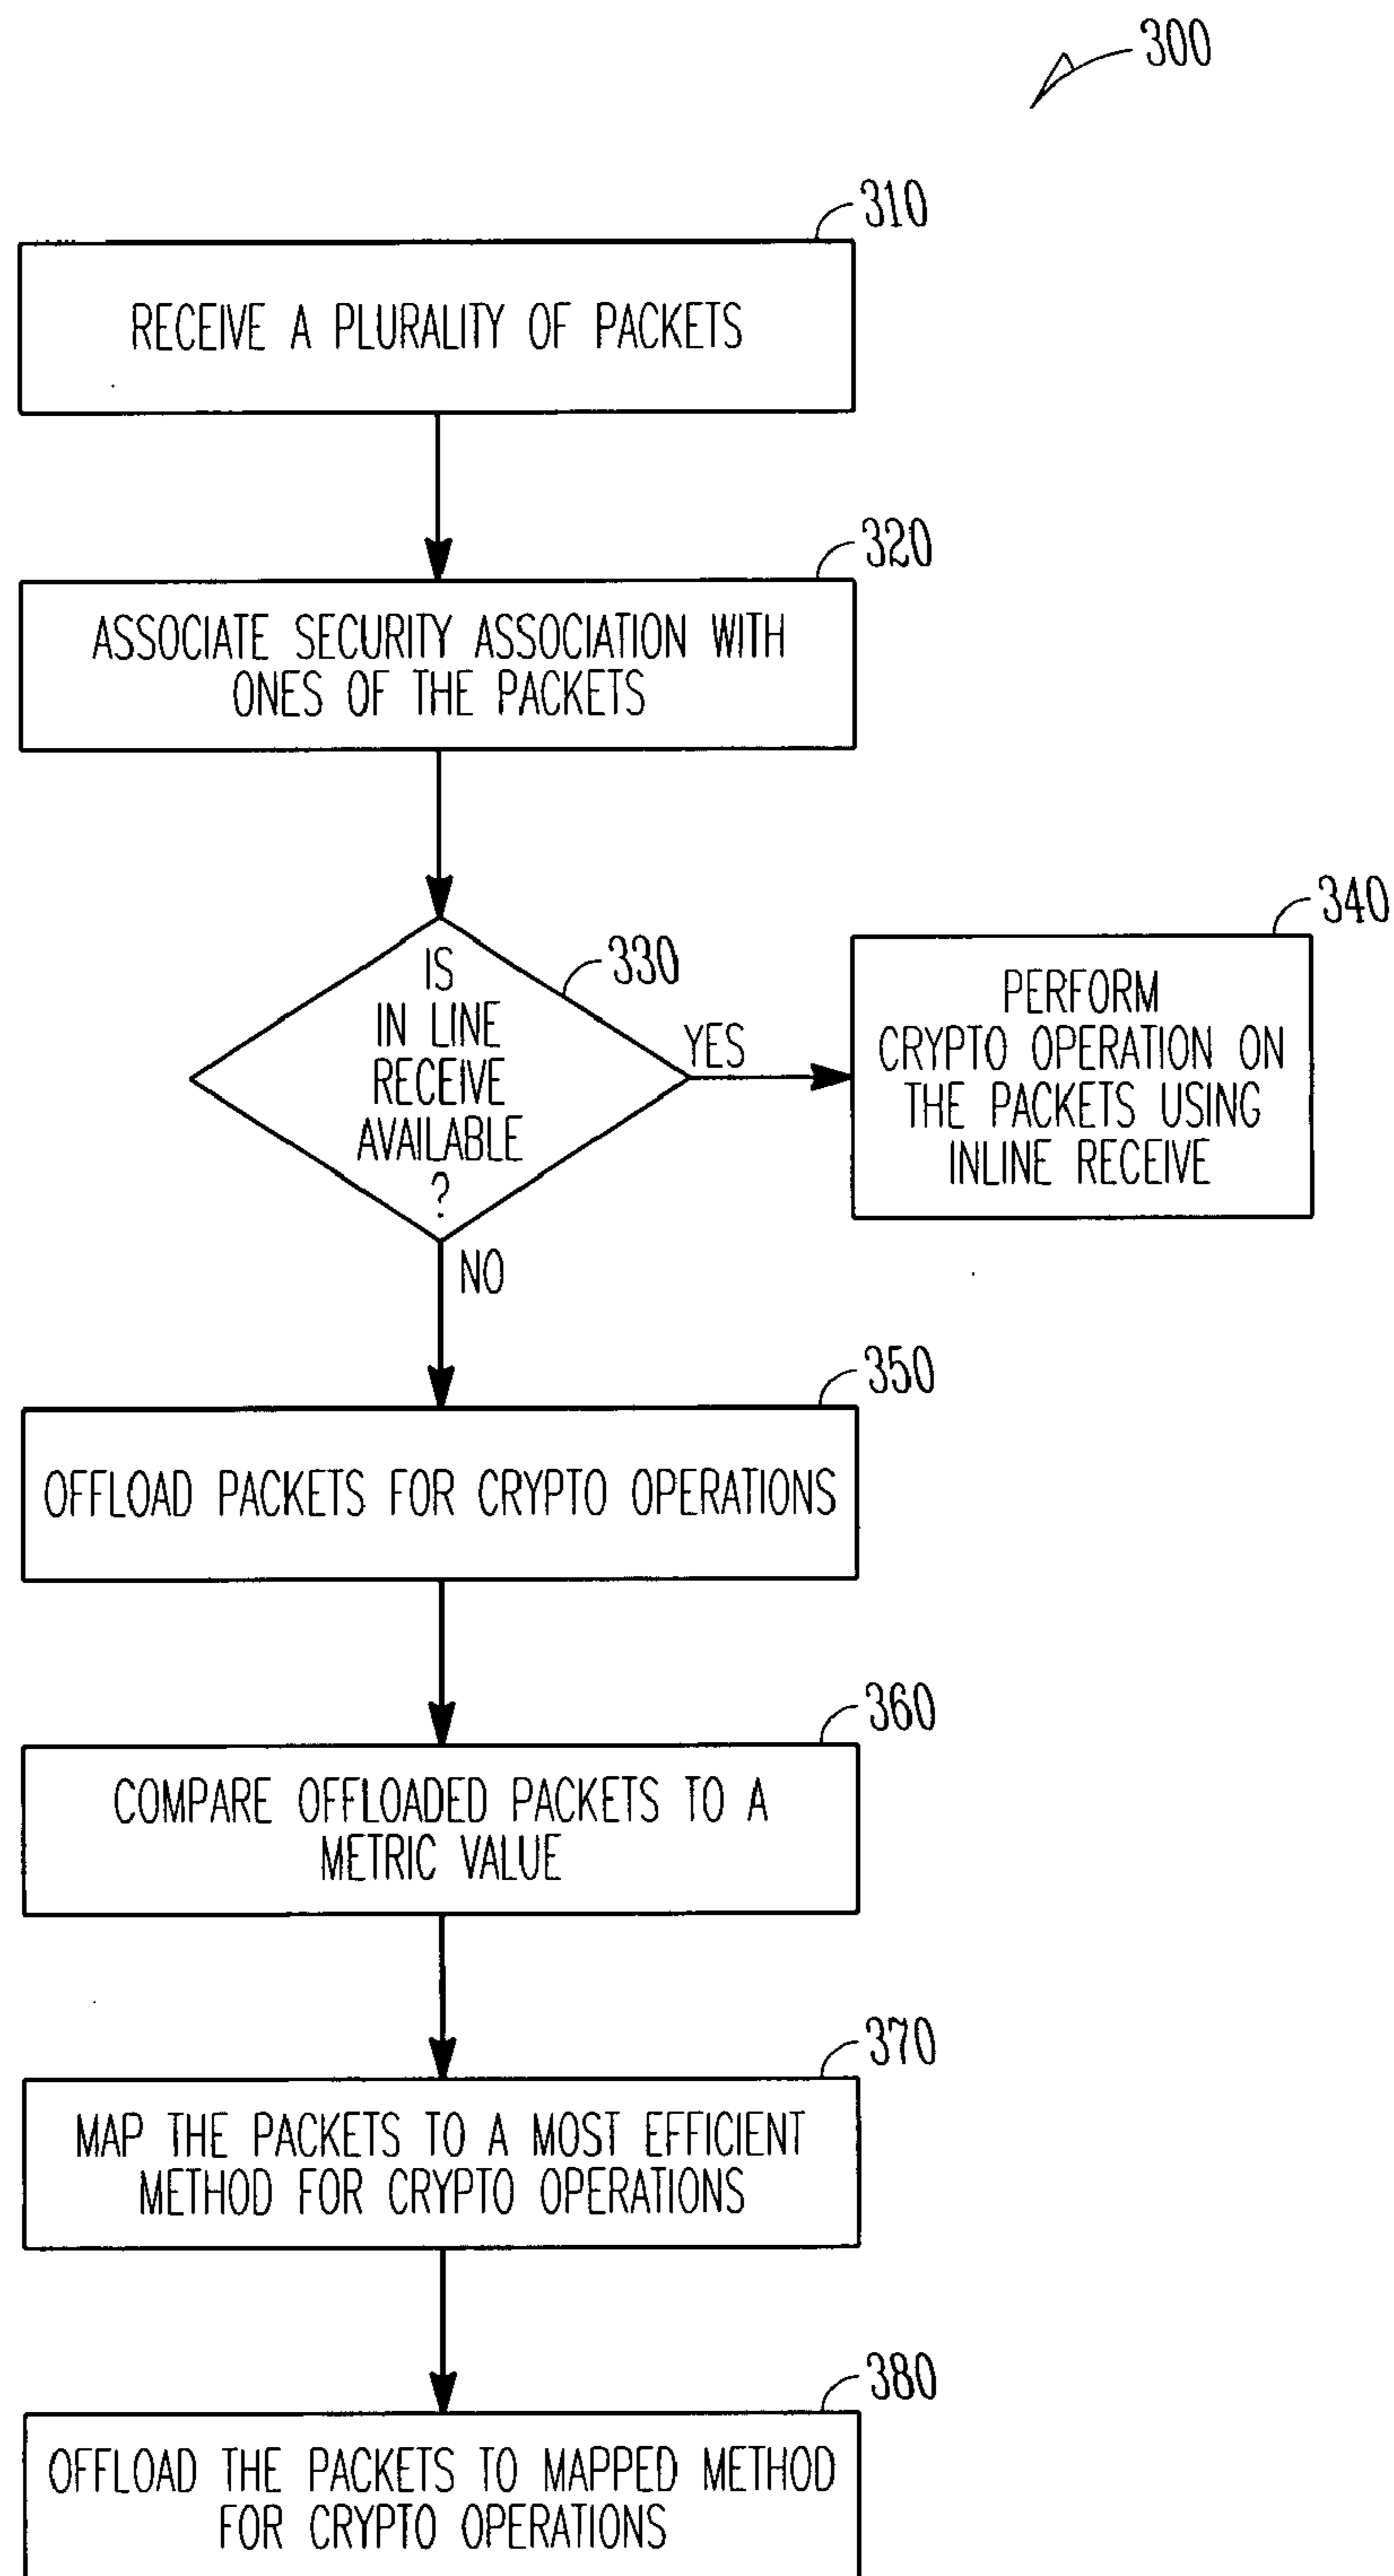 300
310
RECEIVE A PLURALITY OF PACKETS
320
ASSOCIATE SECURITY ASSOCIATION WITH
ONES OF THE PACKETS
330
IS
IN LINE
RECEIVE
AVAILABLE
?
YES
340
PERFORM
CRYPTO OPERATION ON
THE PACKETS USING
INLINE RECEIVE
NO
350
OFFLOAD PACKETS FOR CRYPTO OPERATIONS
360
COMPARE OFFLOADED PACKETS TO A
METRIC VALUE
370
MAP THE PACKETS TO A MOST EFFICIENT
METHOD FOR CRYPTO OPERATIONS
380
OFFLOAD THE PACKETS TO MAPPED METHOD
FOR CRYPTO OPERATIONS